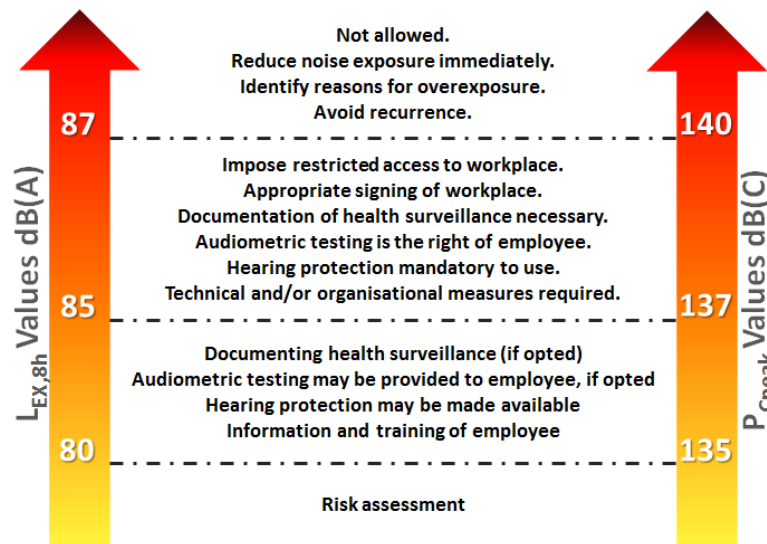 Not allowed.
Reduce noise exposure immediately.
Identify reasons for overexposure.
Avoid recurrence.
87
140
Impose restricted access to workplace.
Appropriate signing of workplace.
Documentation of health surveillance necessary.
Audiometric testing is the right of employee.
Hearing protection mandatory to use.
Technical and/or organisational measures required.
85
137
Documenting health surveillance (if opted)
Audiometric testing may be provided to employee, if opted
Hearing protection may be made available
Information and training of employee
80
135
Risk assessment
LEX,8h Values dB(A)
PCpeak Values dB(C)